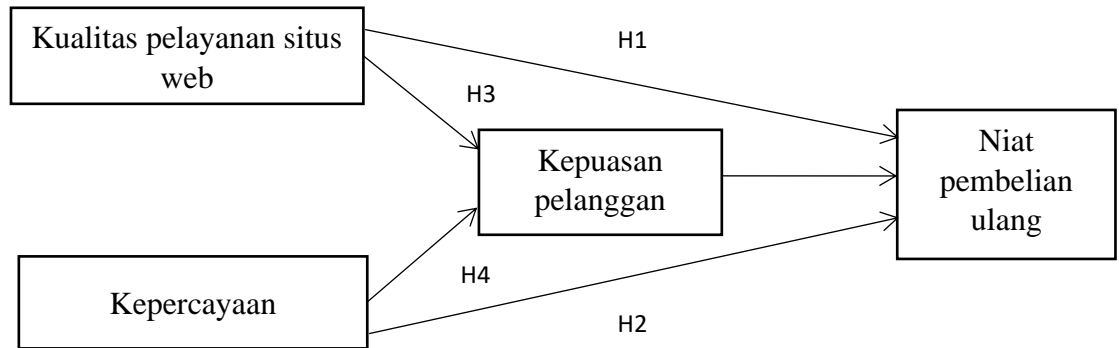 Kualitas pelayanan situs
web
H1
H3
Kepuasan
pelanggan
Niat
pembelian
ulang
Kepercayaan
H4
H2